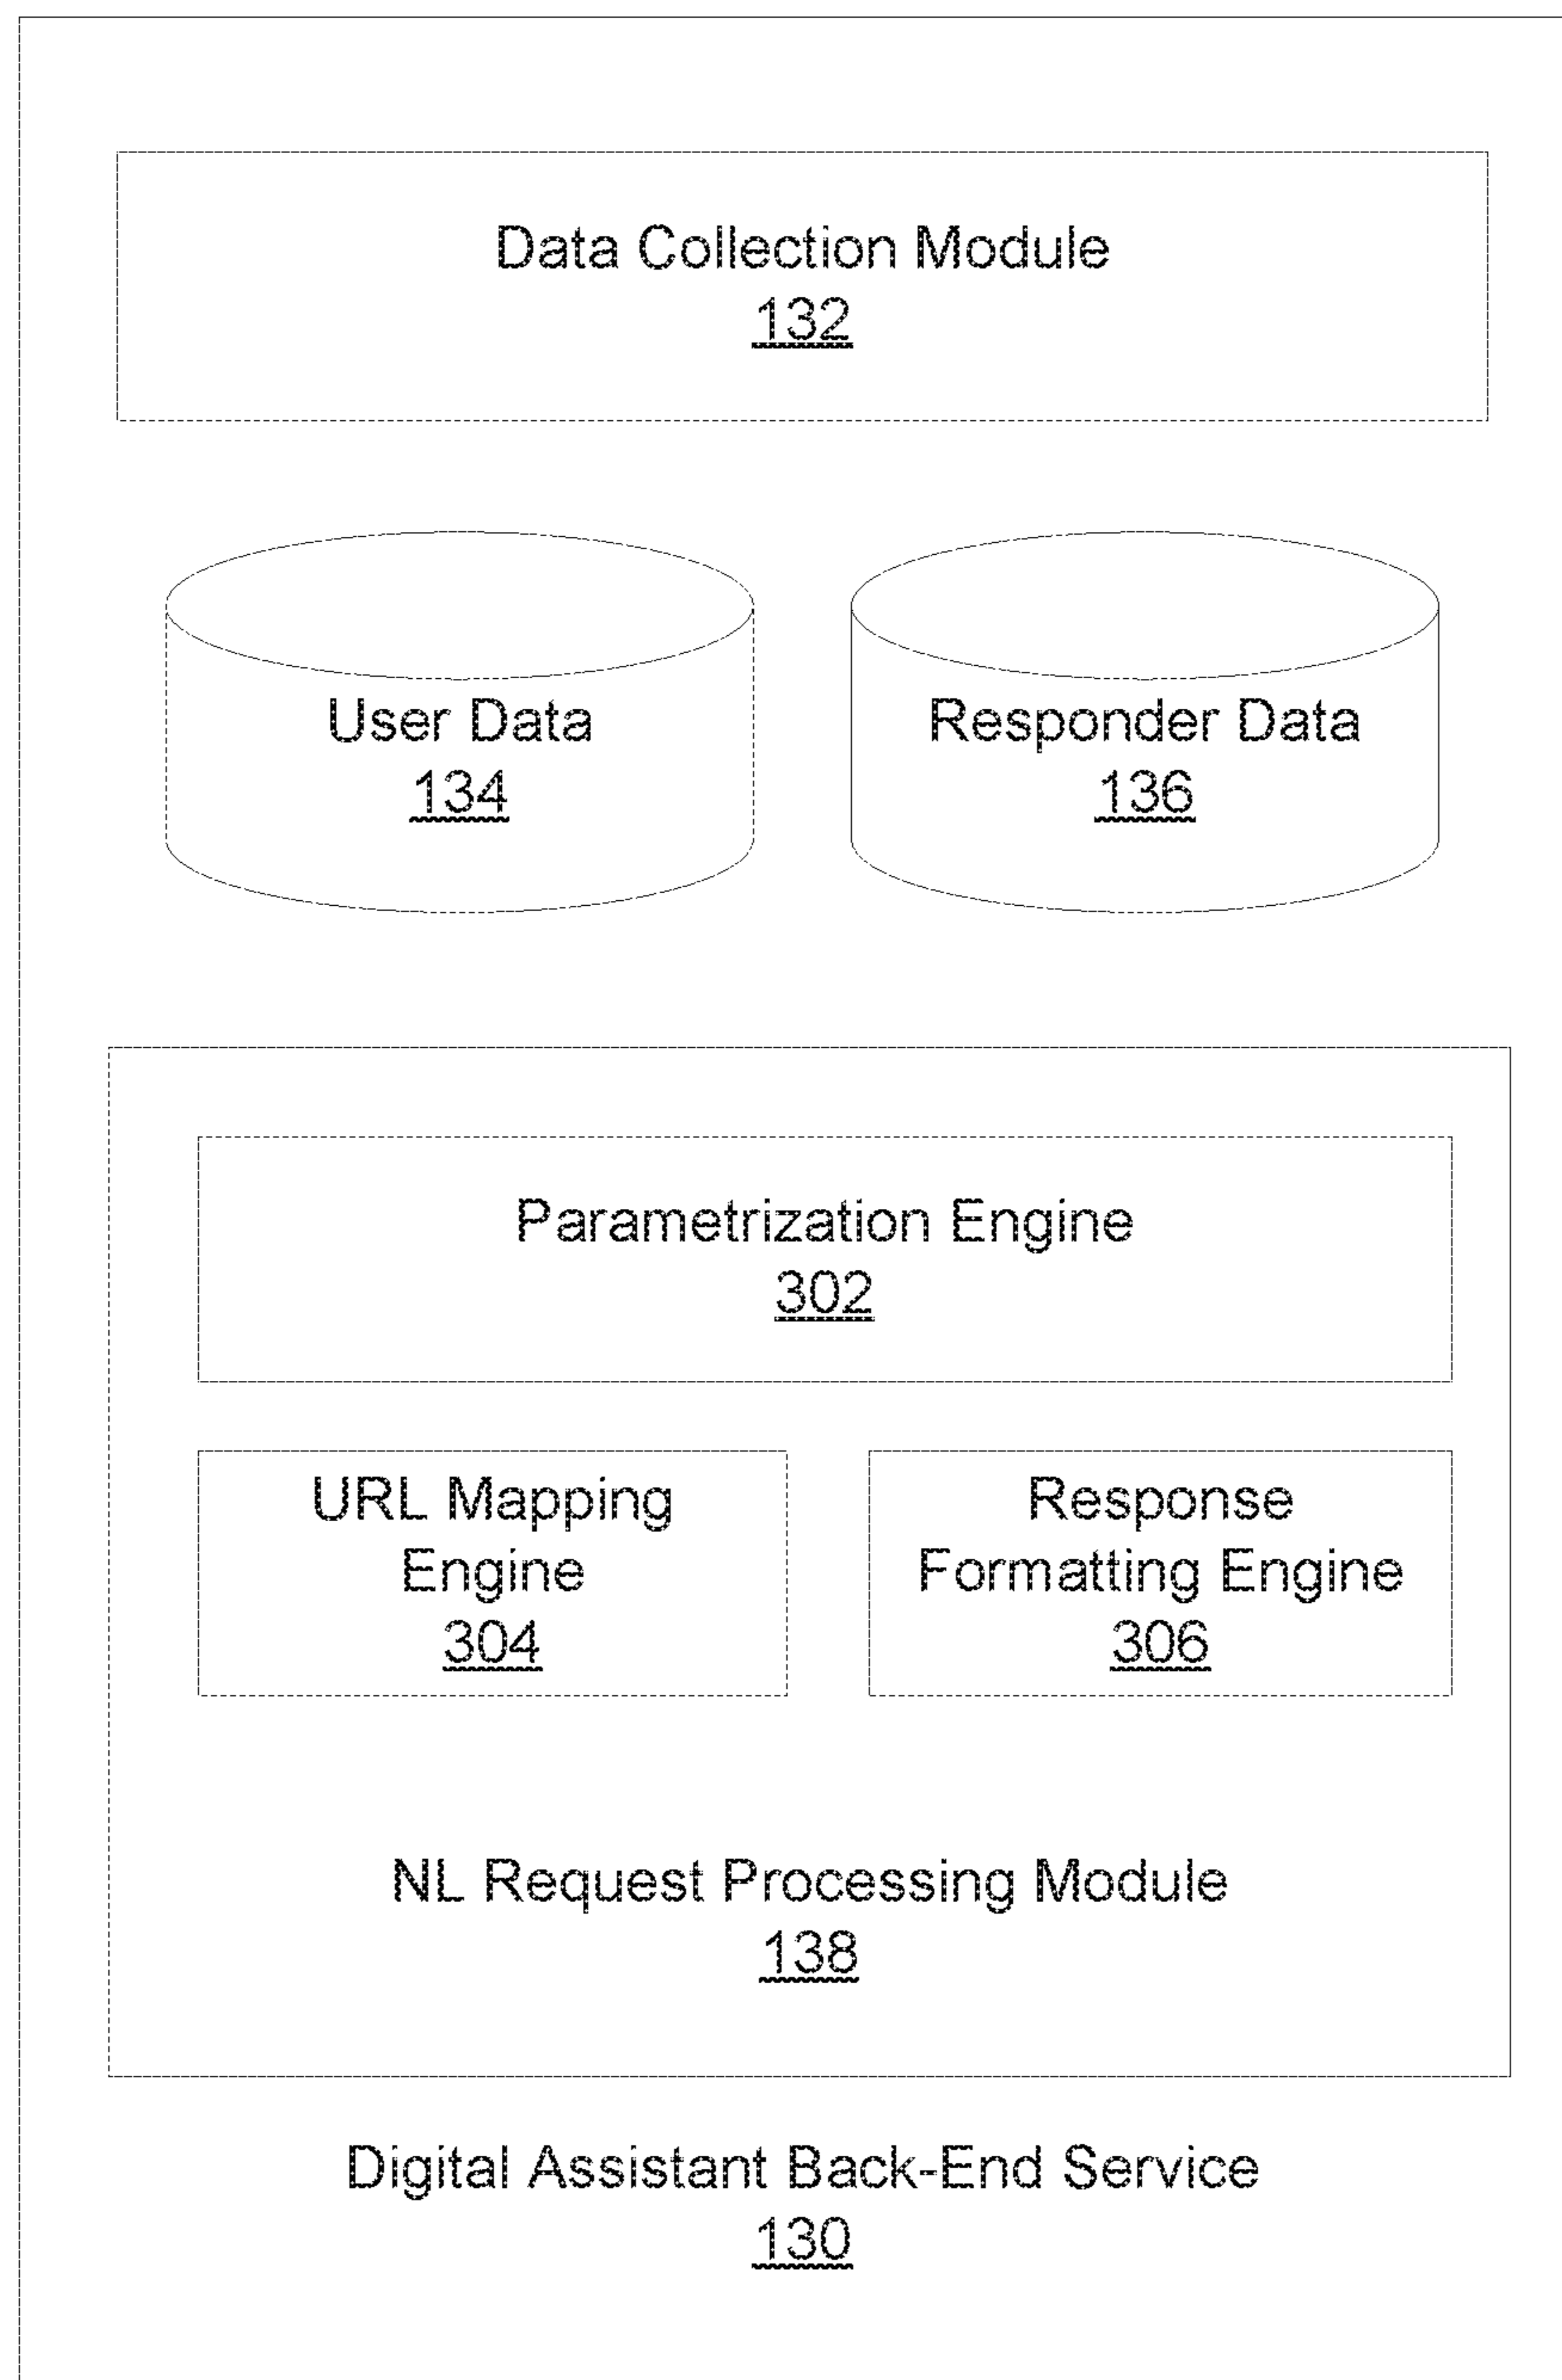 Data Collection Module
132
User Data
134
Responder Data
136
Parametrization Engine
302
URL Mapping
Engine
304
Response
Formatting Engine
306
NL Request Processing Module
138
Digital Assistant Back-End Service
130